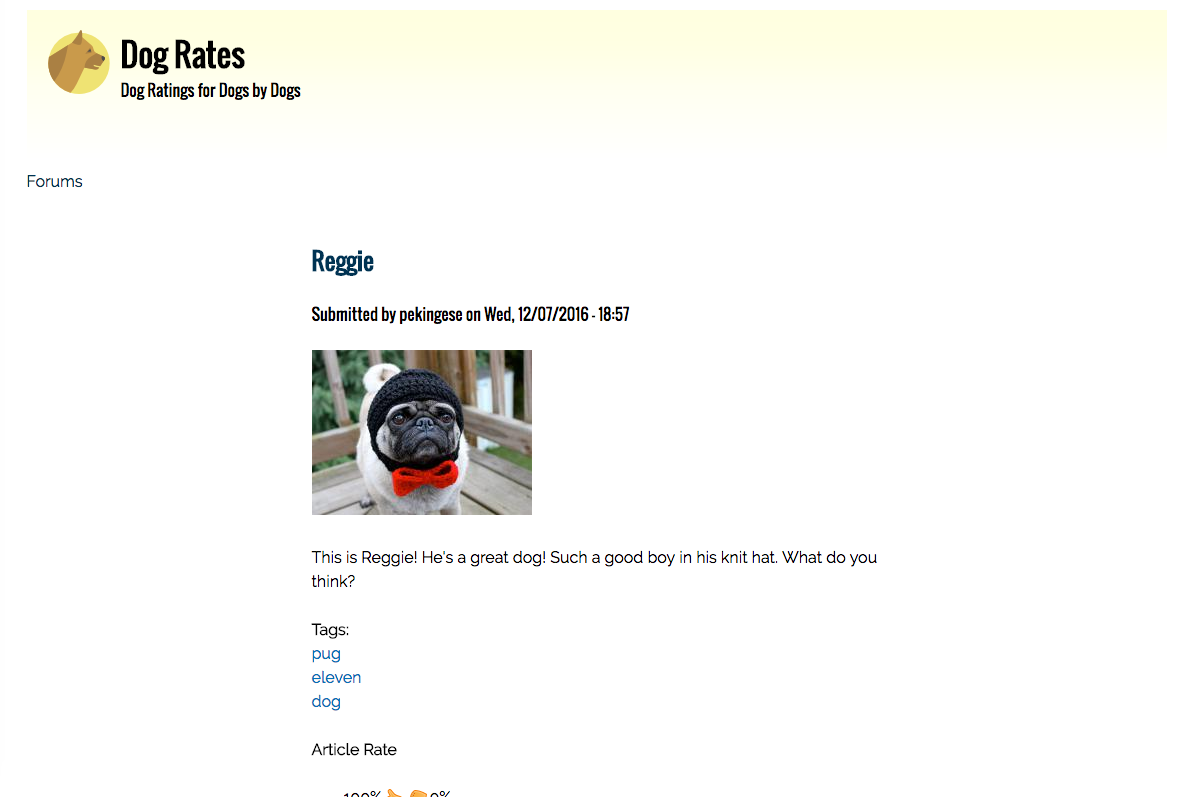 Dog Rates
Dog Ratings for Dogs by Dogs
Forums
Reggie
Submitted by pekingese on Wed, 12/07/2016 - 18:57
This is Reggie! He's a great dog! Such a good boy in his knit hat. What do you
think?
Tags:
pug
eleven
dog
Article Rate
100% 0%